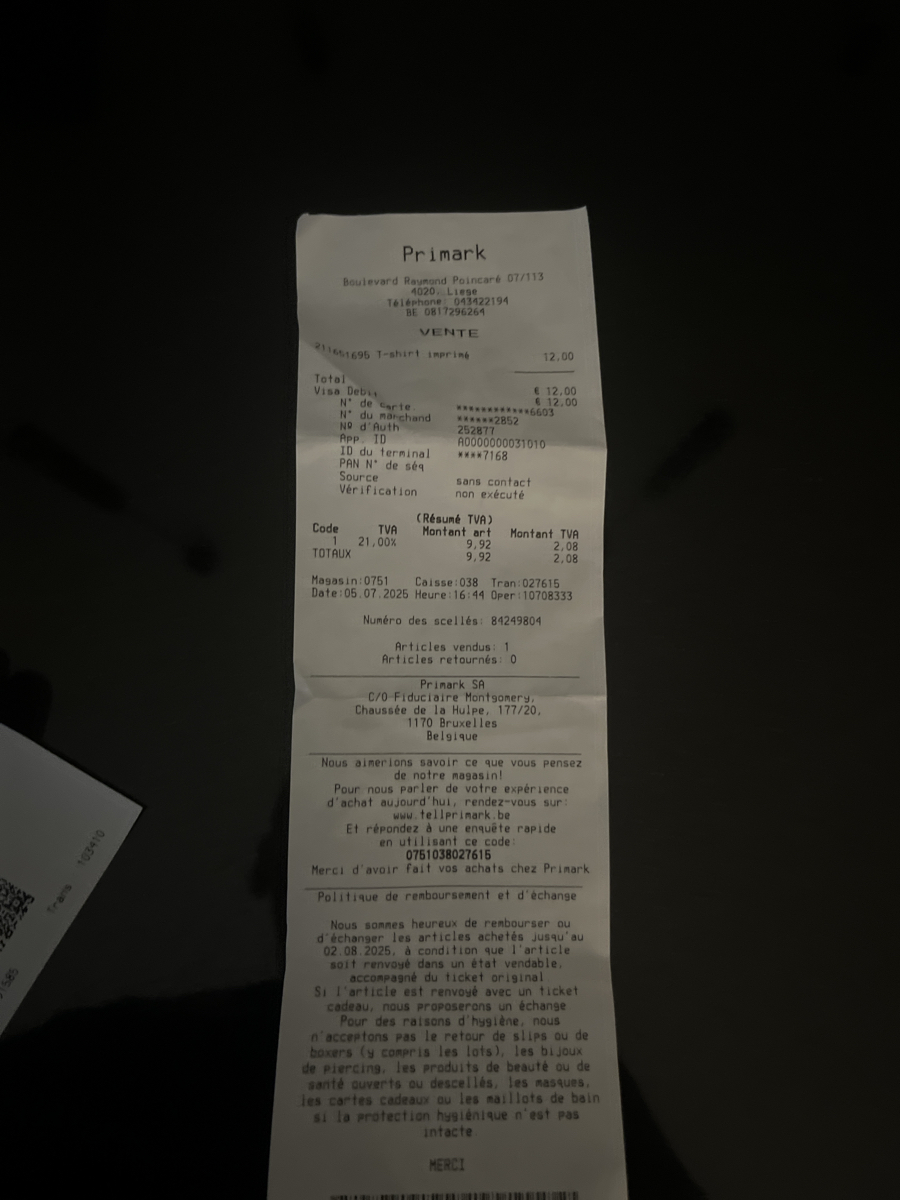 Primark
Boulevard Raymond Poincaré 07/113
4020, Liege
Téléphone: 043422194
BE 0817296264
VENTE
211651695 T-shirt imprimé 12,00
Total € 12,00
Visa Debit € 12,00
N° de carte ************6603
N° du marchand ******2852
Nº d'Auth 252877
App. ID A0000000031010
ID du terminal ****7168
PAN N° de séq
Source sans contact
Vérification non exécuté
(Résumé TVA)
Code TVA Montant art Montant TVA
1 21,00% 9,92 2,08
TOTAUX 9,92 2,08
Magasin:0751 Caisse:038 Tran:027615
Date:05.07.2025 Heure:16:44 Oper:10708333
Numéro des scellés: 84249804
Articles vendus: 1
Articles retournés: 0
Primark SA
C/O Fiduciaire Montgomery,
Chaussée de la Hulpe, 177/20,
1170 Bruxelles
Belgique
Nous aimerions savoir ce que vous pensez
de notre magasin!
Pour nous parler de votre expérience
d'achat aujourd'hui, rendez-vous sur:
www.tellprimark.be
Et répondez à une enquête rapide
en utilisant ce code:
0751038027615
Merci d'avoir fait vos achats chez Primark
Politique de remboursement et d'échange
Nous sommes heureux de rembourser ou
d'échanger les articles achetés jusqu'au
02.08.2025, à condition que l'article
soit renvoyé dans un état vendable,
accompagné du ticket original
Si l'article est renvoyé avec un ticket
cadeau, nous proposerons un échange
Pour des raisons d'hygiène, nous
n'acceptons pas le retour de slips ou de
boxers (y compris les lots), les bijoux
de piercing, les produits de beauté ou de
santé ouverts ou descellés, les masques,
les cartes cadeaux ou les maillots de bain
si la protection hygiénique n'est pas
intacte
MERCI
Trans 103410